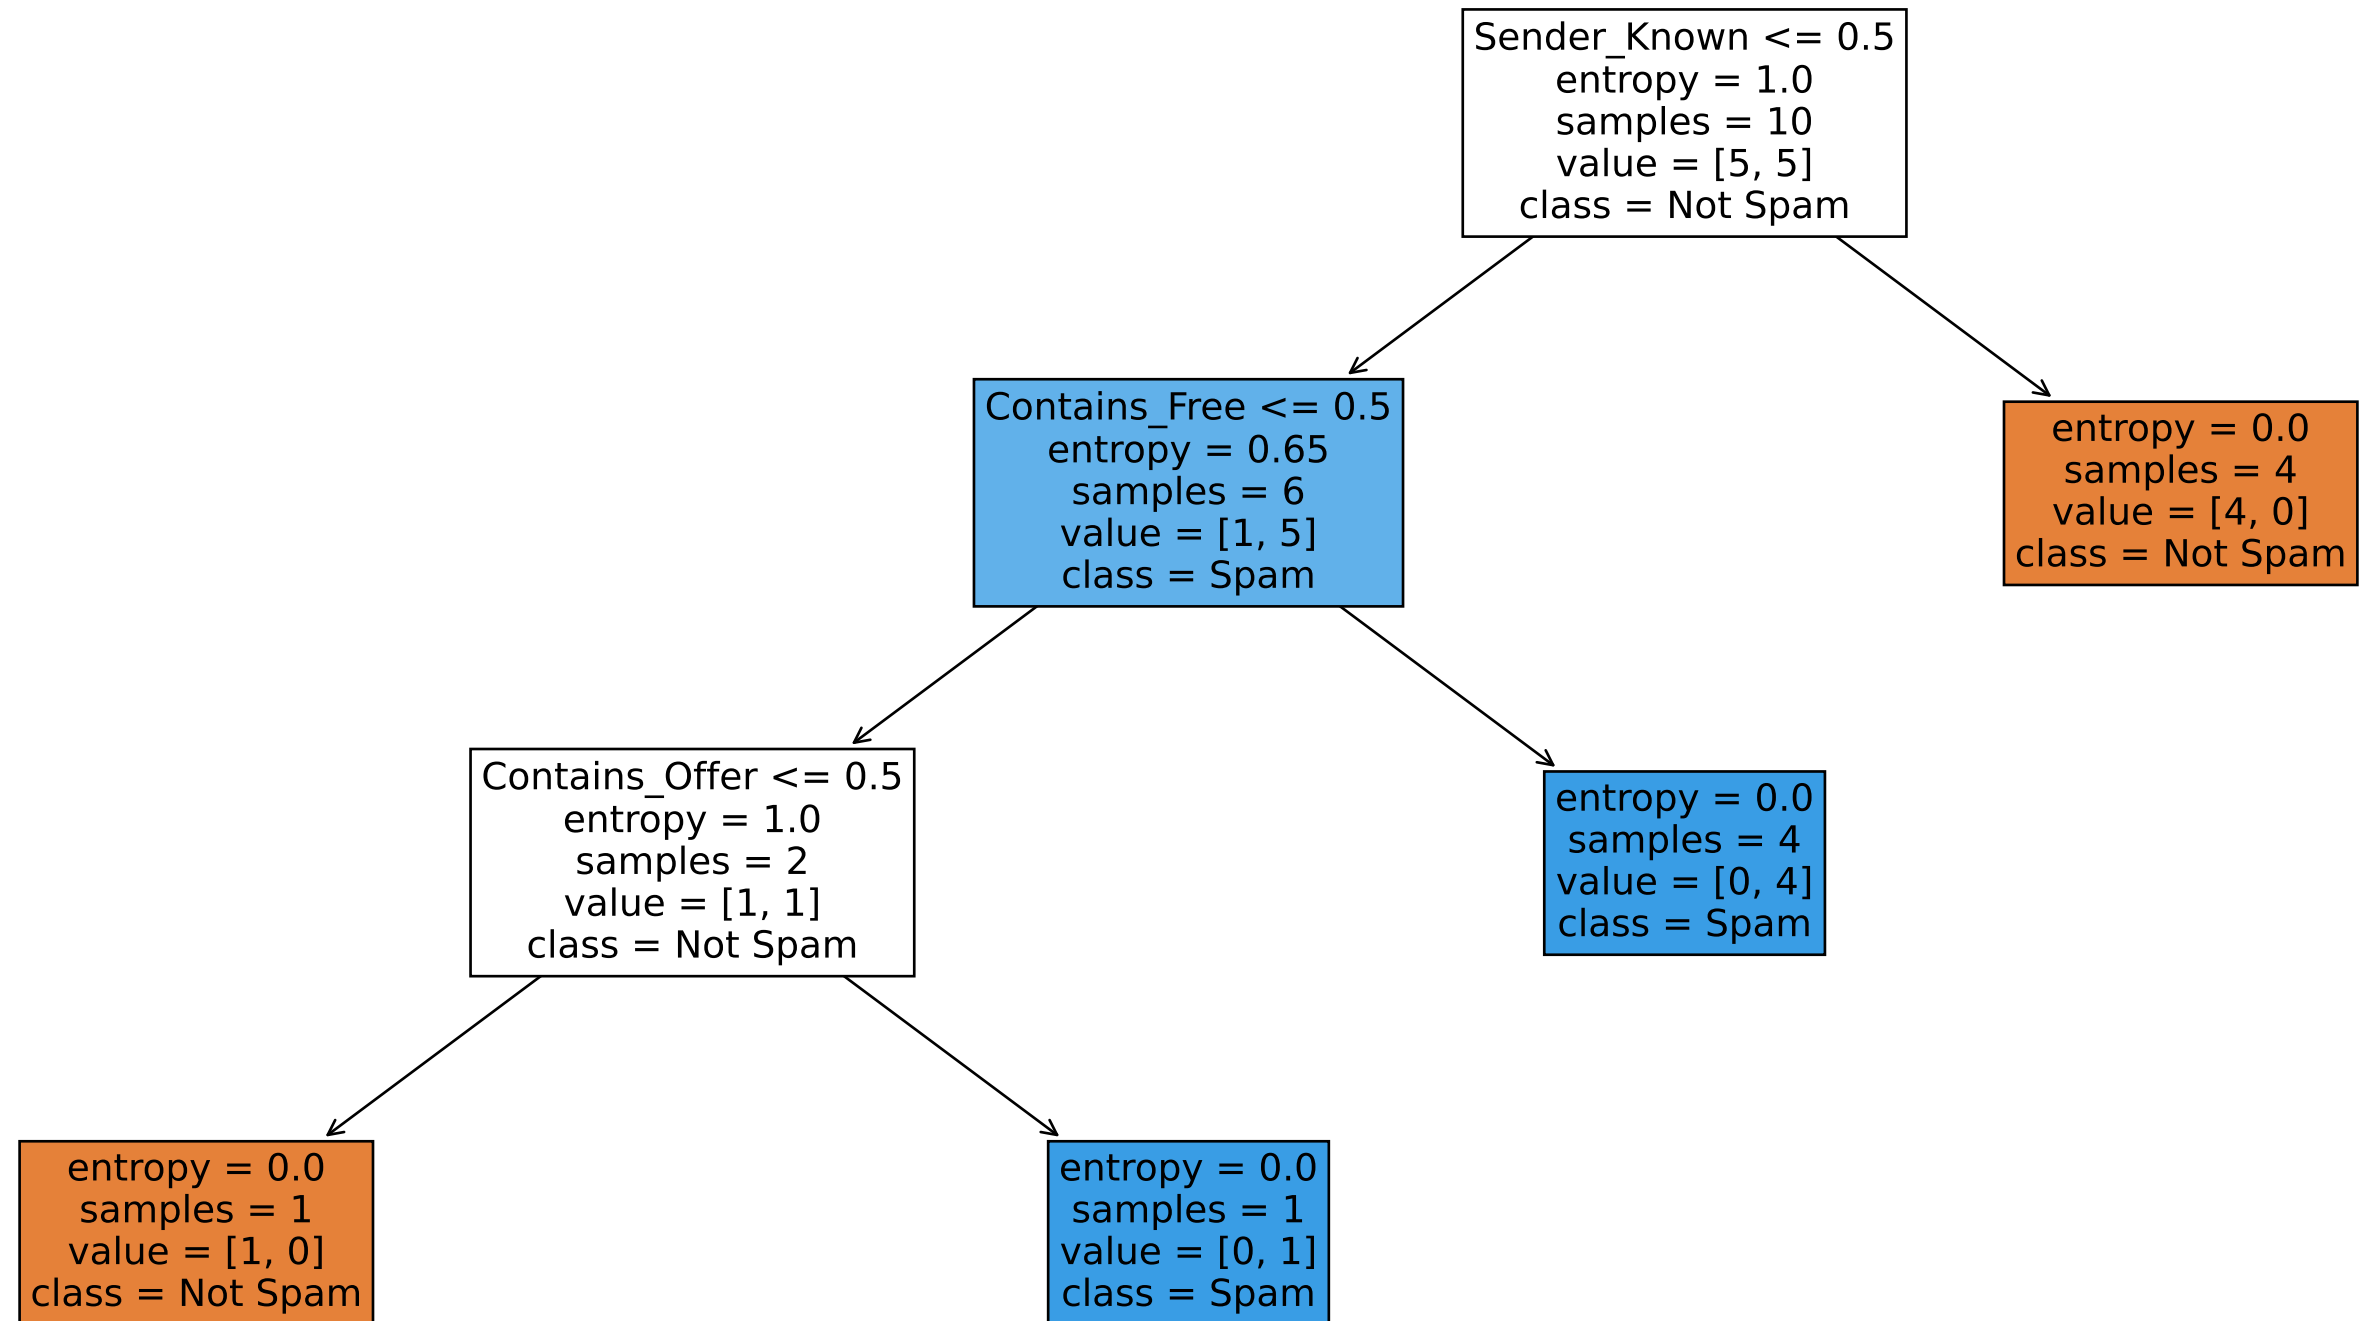 Sender_Known <= 0.5
entropy = 1.0
samples = 10
value = [5, 5]
class = Not Spam
Contains_Free <= 0.5
entropy = 0.65
samples = 6
value = [1, 5]
class = Spam
entropy = 0.0
samples = 4
value = [4, 0]
class = Not Spam
Contains_Offer <= 0.5
entropy = 1.0
samples = 2
value = [1, 1]
class = Not Spam
entropy = 0.0
samples = 4
value = [0, 4]
class = Spam
entropy = 0.0
samples = 1
value = [1, 0]
class = Not Spam
entropy = 0.0
samples = 1
value = [0, 1]
class = Spam